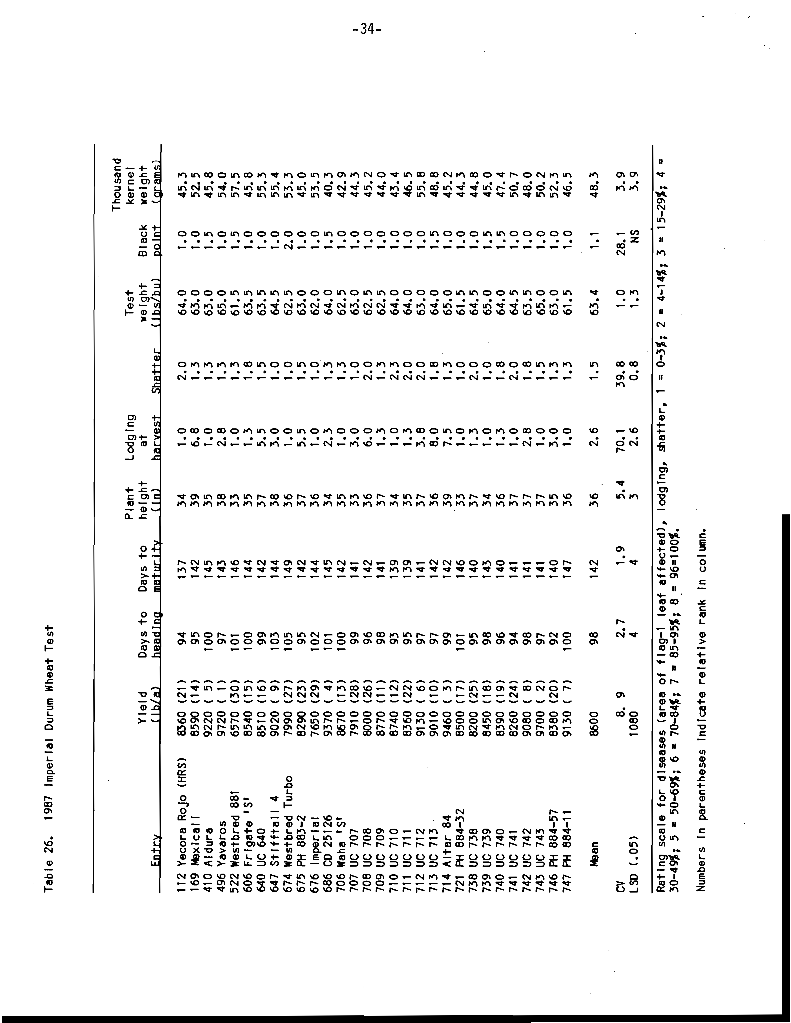 -34-
Table 26. 1987 Imperial Durum Wheat Test
Thousand
Test kernel
Yield Days to Days to Plant height Lodging at weight Black weight
Entry (lb/a) heading maturity (in) harvest Shatter (lbs/bu) point (grams)
112 Yecora Rojo (HRS) 8360 (21) 94 137 34 1.0 2.0 64.0 1.0 45.3
169 Mexicali 8590 (14) 95 142 39 6.8 1.3 63.0 1.0 52.5
410 Aldura 9220 ( 5) 100 145 35 1.0 1.3 63.0 1.5 45.8
496 Yavaros 9720 ( 1) 97 143 38 2.8 1.3 65.0 1.0 54.0
522 Westbred 881 6570 (30) 101 146 33 1.0 1.3 61.5 1.5 57.5
606 Frigate 'S' 8540 (15) 100 144 35 1.3 1.8 63.5 1.0 45.8
640 UC 640 8510 (16) 99 142 37 5.5 1.5 63.5 1.0 55.3
647 Stifftail 4 9020 ( 9) 103 144 38 3.0 1.0 64.5 1.0 55.4
674 Westbred Turbo 7990 (27) 105 149 36 1.0 1.0 62.5 2.0 53.3
675 PH 883-2 8290 (23) 95 142 37 5.5 1.5 63.0 1.0 45.0
676 Imperial 7650 (29) 102 144 36 1.0 1.0 62.0 1.0 53.5
686 CD 25126 9370 ( 4) 101 145 34 2.3 1.3 64.0 1.5 40.3
706 Waha 'S' 8670 (13) 100 142 35 1.0 1.3 62.5 1.0 42.9
707 UC 707 7910 (28) 99 141 33 3.0 1.0 63.0 1.0 44.3
708 UC 708 8000 (26) 96 142 36 6.0 2.0 62.5 1.0 45.2
709 UC 709 8770 (11) 98 141 37 1.3 1.3 62.5 1.0 44.0
710 UC 710 8740 (12) 93 139 34 1.0 2.3 64.0 1.0 43.4
711 UC 711 8360 (22) 95 139 35 1.3 2.0 64.0 1.0 46.5
712 UC 712 9130 ( 6) 97 141 37 3.8 2.0 63.0 1.0 55.8
713 UC 713 9010 (10) 97 142 36 8.0 1.8 64.0 1.5 48.8
714 Altar 84 9460 ( 3) 99 142 39 7.5 1.3 65.0 1.0 45.2
721 PH 884-32 8500 (17) 101 146 33 1.0 1.0 61.5 1.0 44.3
738 UC 738 8200 (25) 95 140 37 1.3 2.0 64.5 1.0 44.8
739 UC 739 8450 (18) 98 143 34 1.0 1.0 65.0 1.5 45.0
740 UC 740 8390 (19) 96 140 36 1.3 1.8 64.0 1.5 47.4
741 UC 741 8260 (24) 94 141 37 1.0 2.0 64.5 1.0 50.7
742 UC 742 9080 ( 8) 98 141 37 2.8 1.8 63.5 1.0 48.0
743 UC 743 9700 ( 2) 97 141 37 1.0 1.5 65.0 1.0 50.2
746 PH 884-57 8380 (20) 92 140 35 3.0 1.3 63.0 1.0 52.3
747 PH 884-11 9130 ( 7) 100 147 36 1.0 1.3 61.5 1.0 46.5
Mean 8600 98 142 36 2.6 1.5 63.4 1.1 48.3
CV 8. 9 2.7 1.9 5.4 70.1 39.8 1.0 28.1 3.9
LSD (.05) 1080 4 4 3 2.6 0.8 1.3 NS 3.9
Rating scale for diseases (area of flag-1 leaf affected), lodging, shatter, 1 = 0-3%; 2 = 4-14%; 3 = 15-29%; 4 =
30-49%; 5 = 50-69%; 6 = 70-84%; 7 = 85-95%; 8 = 96=100%.
Numbers in parentheses indicate relative rank in column.